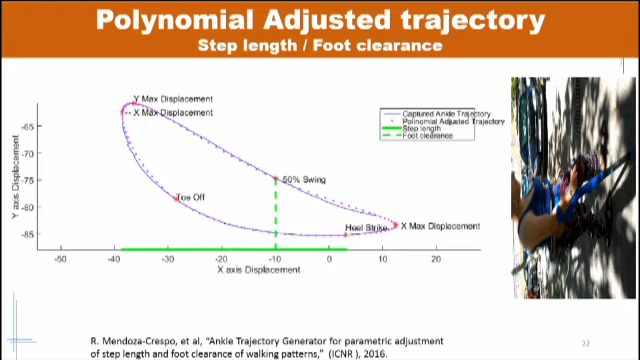 Polynomial Adjusted trajectory
Step length / Foot clearance
Y Max Displacement
X Max Displacement
Captured Ankle Trajectory
Polinomial Adjusted Trajectory
Step length
Foot clearance
50% Swing
Toe Off
Heel Strike
X Max Displacement
Y axis Displacement
-65
-70
-75
-80
-85
-50
-40
-30
-20
-10
0
10
20
X axis Displacement
R. Mendoza-Crespo, et al, "Ankle Trajectory Generator for parametric adjustment
of step length and foot clearance of walking patterns," (ICNR ), 2016.
22